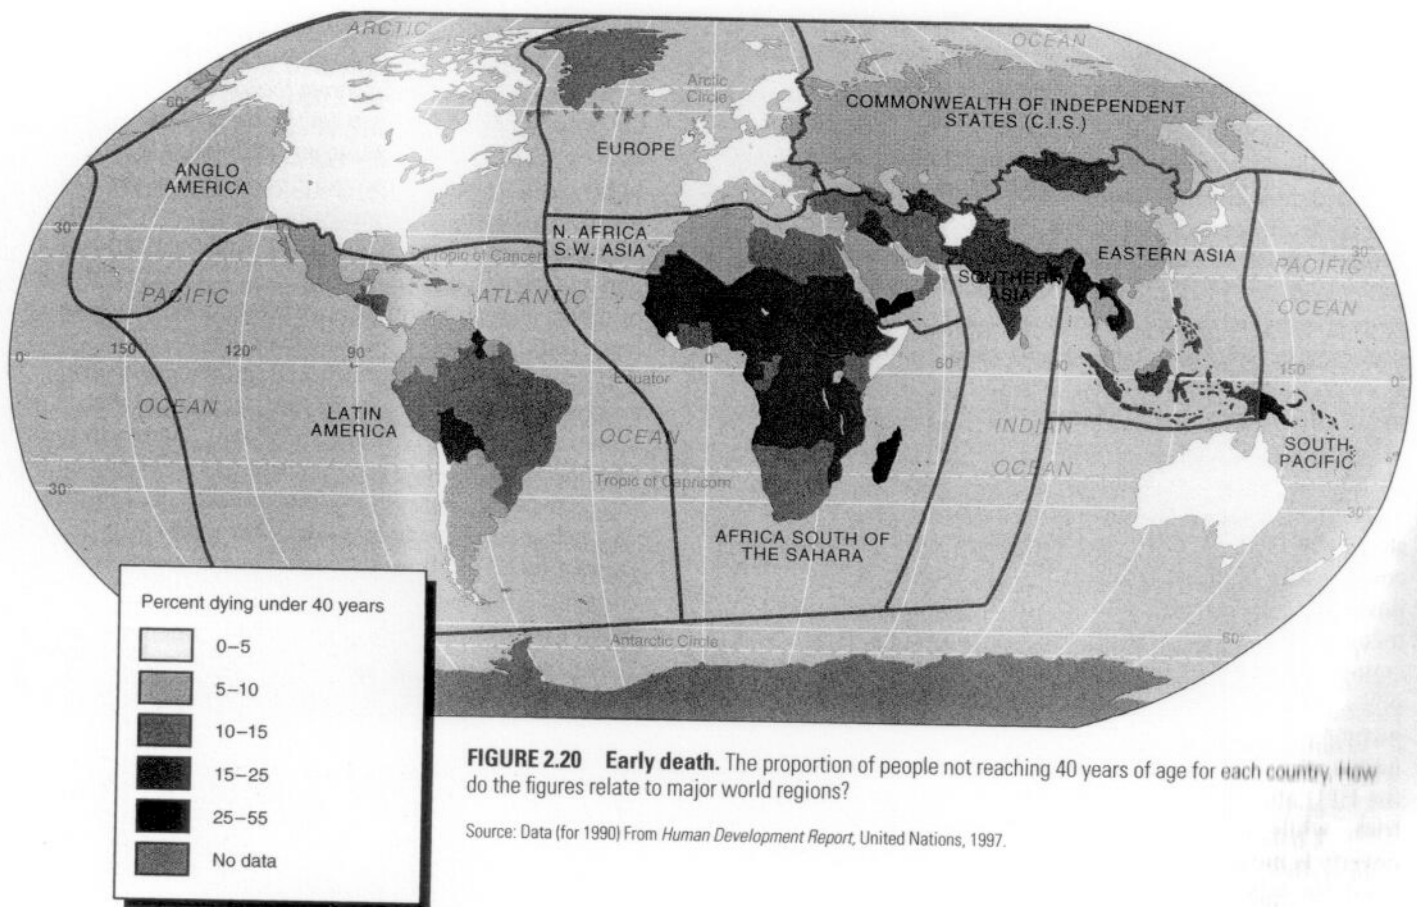 ARCTIC
OCEAN
Arctic
Circle
60°
COMMONWEALTH OF INDEPENDENT
STATES (C.I.S.)
EUROPE
ANGLO
AMERICA
30°
N. AFRICA
S.W. ASIA
Tropic of Cancer
EASTERN ASIA
SOUTHERN
ASIA
30
PACIFIC
OCEAN
PACIFIC
ATLANTIC
0°
150°
120°
90
0°
Equator
60°
90
150
0°
OCEAN
LATIN
AMERICA
OCEAN
INDIAN
OCEAN
SOUTH
PACIFIC
Tropic of Capricorn
30°
30°
AFRICA SOUTH OF
THE SAHARA
Antarctic Circle
60
Percent dying under 40 years
0–5
5–10
10–15
15–25
25–55
No data
FIGURE 2.20 Early death. The proportion of people not reaching 40 years of age for each country. How
do the figures relate to major world regions?
Source: Data (for 1990) From Human Development Report, United Nations, 1997.